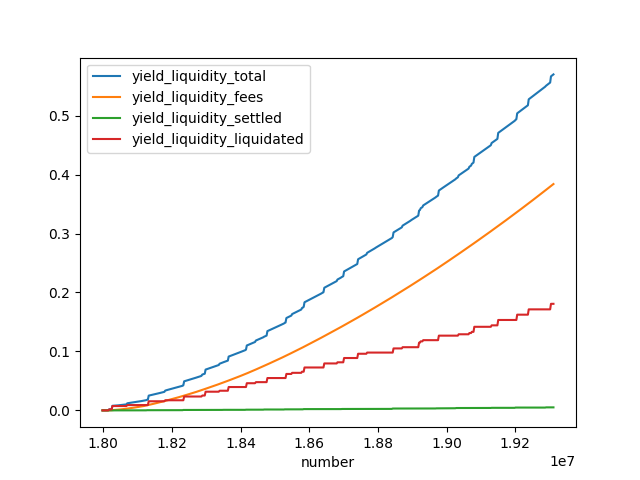 yield_liquidity_total
yield_liquidity_fees
yield_liquidity_settled
yield_liquidity_liquidated
0.5
0.4
0.3
0.2
0.1
0.0
1.80 1.82 1.84 1.86 1.88 1.90 1.92
number
1e7